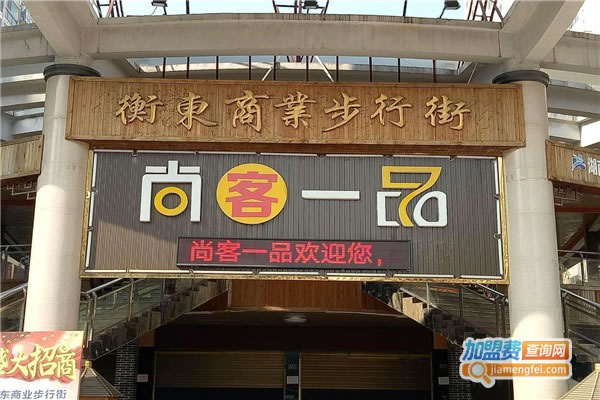 衡東商業步行街
尚客一品
尚客一品欢迎您,
大招商
东商业步行街
加盟费查询网
jiamengfei.com